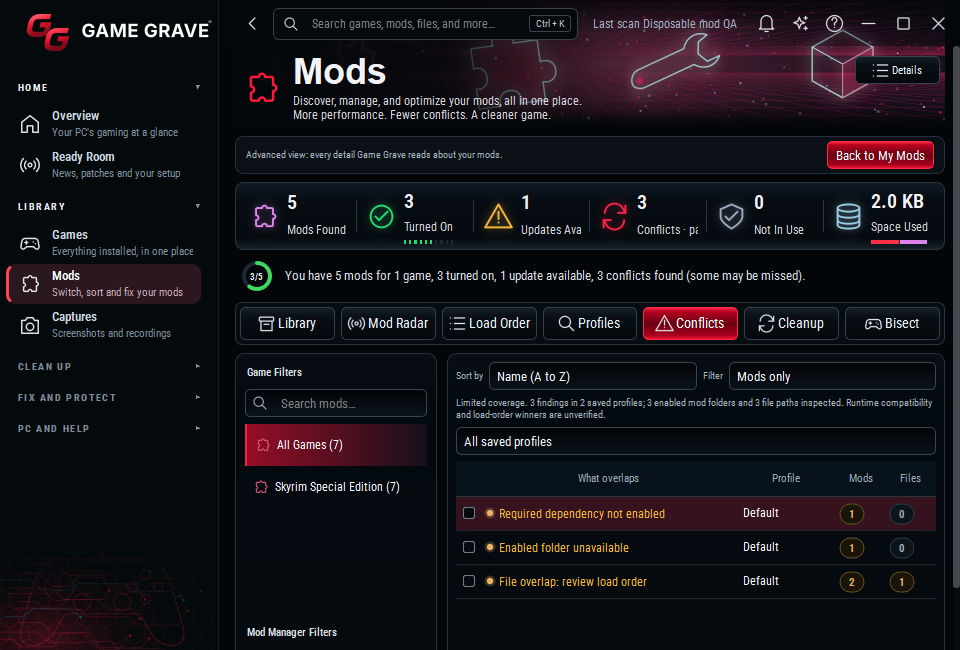 GAME GRAVE
Search games, mods, files, and more...
Ctrl + K
Last scan Disposable mod QA
HOME
Overview
Your PC's gaming at a glance
Ready Room
News, patches and your setup
LIBRARY
Games
Everything installed, in one place
Mods
Switch, sort and fix your mods
Captures
Screenshots and recordings
CLEAN UP
FIX AND PROTECT
PC AND HELP
Mods
Discover, manage, and optimize your mods, all in one place.
More performance. Fewer conflicts. A cleaner game.
Details
Advanced view: every detail Game Grave reads about your mods.
Back to My Mods
5
Mods Found
3
Turned On
1
Updates Ava
3
Conflicts · pa
0
Not In Use
2.0 KB
Space Used
3/5
You have 5 mods for 1 game, 3 turned on, 1 update available, 3 conflicts found (some may be missed).
Library
Mod Radar
Load Order
Profiles
Conflicts
Cleanup
Bisect
Game Filters
Search mods...
All Games (7)
Skyrim Special Edition (7)
Mod Manager Filters
Sort by
Name (A to Z)
Filter
Mods only
Limited coverage. 3 findings in 2 saved profiles; 3 enabled mod folders and 3 file paths inspected. Runtime compatibility
and load-order winners are unverified.
All saved profiles
What overlaps Profile Mods Files
Required dependency not enabled Default 1 0
Enabled folder unavailable Default 1 0
File overlap: review load order Default 2 1